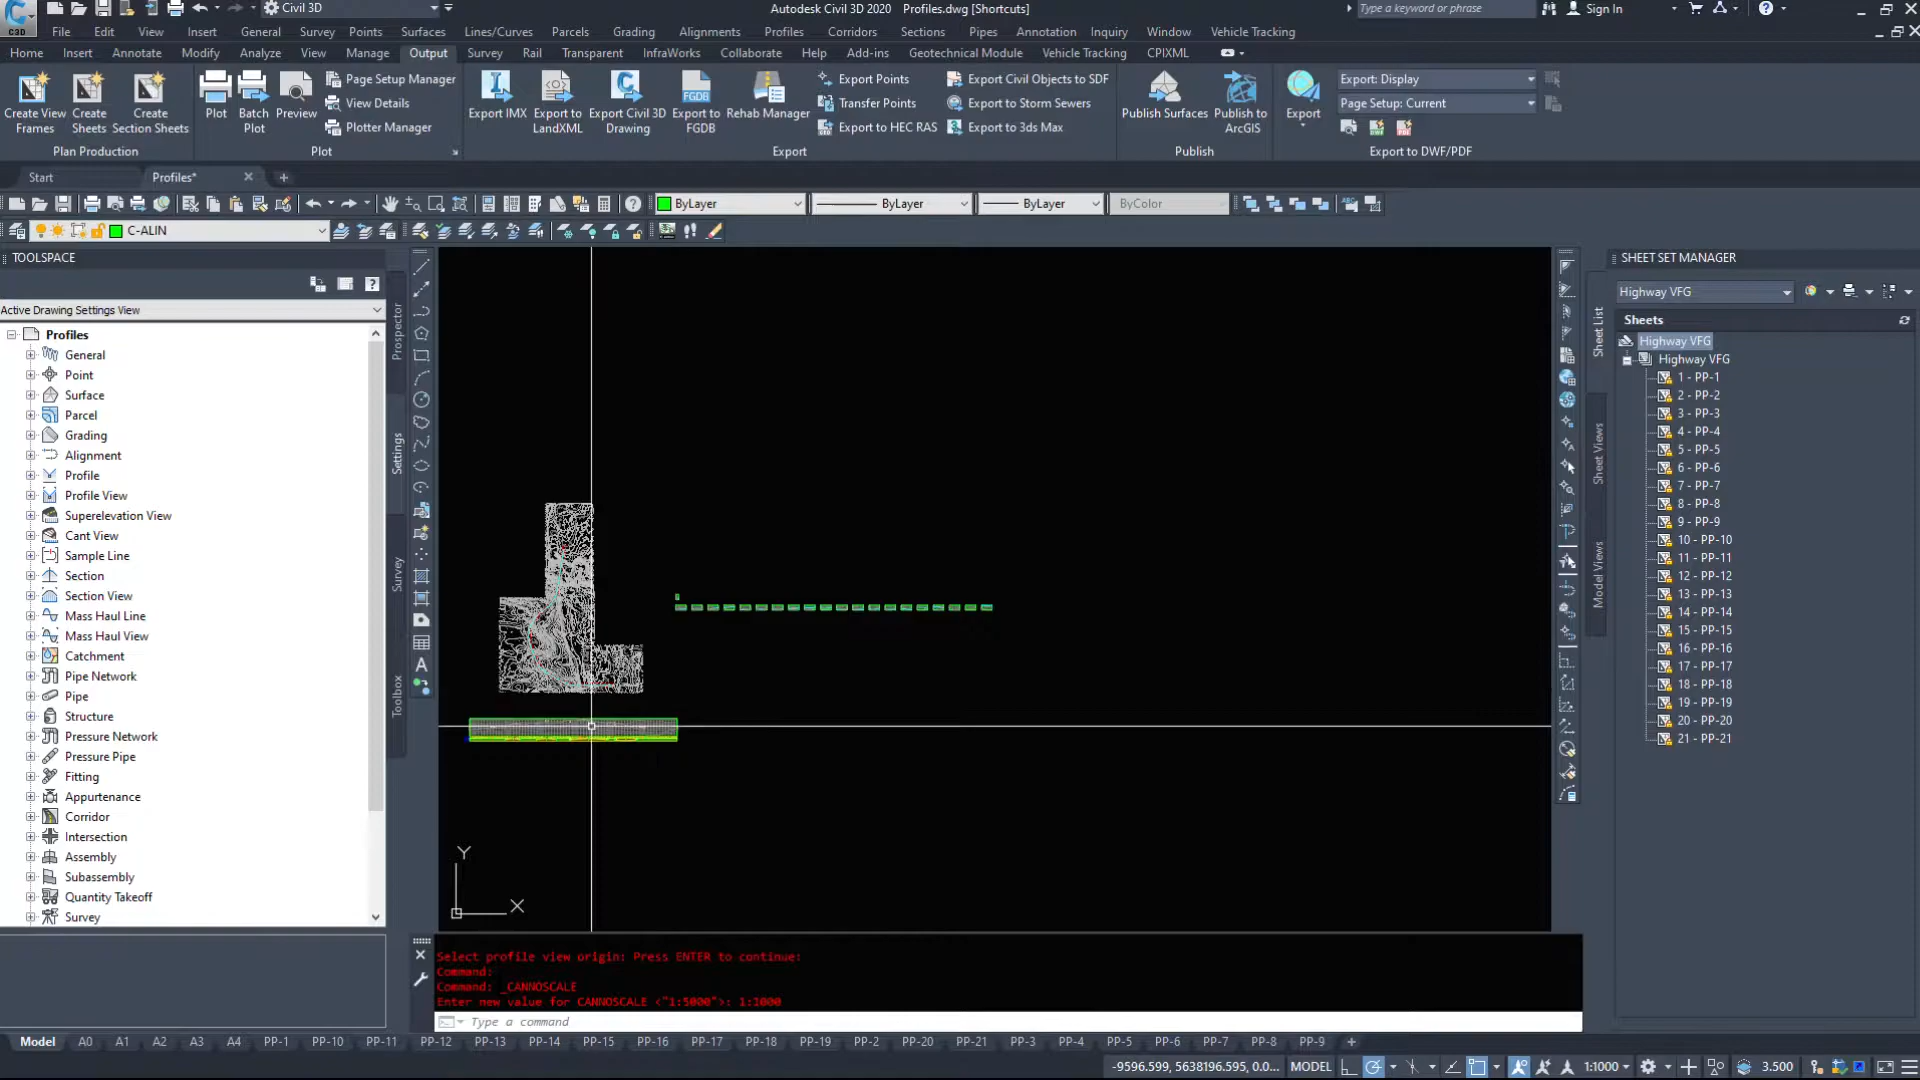 Civil 3D
Autodesk Civil 3D 2020 Profiles.dwg [Shortcuts]
Type a keyword or phrase
Sign In
C3D
File Edit View Insert General Survey Points Surfaces Lines/Curves Parcels Grading Alignments Profiles Corridors Sections Pipes Annotation Inquiry Window Vehicle Tracking
Home Insert Annotate Modify Analyze View Manage Output Survey Rail Transparent InfraWorks Collaborate Help Add-ins Geotechnical Module Vehicle Tracking CPIXML
Create View Frames
Create Sheets
Create Section Sheets
Plan Production
Plot
Batch Plot
Preview
Page Setup Manager
View Details
Plotter Manager
Plot
Export IMX
Export to LandXML
Export Civil 3D Drawing
FGDB
Export to FGDB
Rehab Manager
Export Points
Transfer Points
Export to HEC RAS
Export Civil Objects to SDF
Export to Storm Sewers
Export to 3ds Max
Export
Publish Surfaces
Publish to ArcGIS
Publish
Export
Export: Display
Page Setup: Current
Export to DWF/PDF
Start
Profiles*
ByLayer
ByLayer
ByLayer
ByColor
C-ALIN
TOOLSPACE
Active Drawing Settings View
Profiles
General
Point
Surface
Parcel
Grading
Alignment
Profile
Profile View
Superelevation View
Cant View
Sample Line
Section
Section View
Mass Haul Line
Mass Haul View
Catchment
Pipe Network
Pipe
Structure
Pressure Network
Pressure Pipe
Fitting
Appurtenance
Corridor
Intersection
Assembly
Subassembly
Quantity Takeoff
Survey
Prospector
Settings
Survey
Toolbox
Y
X
SHEET SET MANAGER
Highway VFG
Sheets
Highway VFG
Highway VFG
1 - PP-1
2 - PP-2
3 - PP-3
4 - PP-4
5 - PP-5
6 - PP-6
7 - PP-7
8 - PP-8
9 - PP-9
10 - PP-10
11 - PP-11
12 - PP-12
13 - PP-13
14 - PP-14
15 - PP-15
16 - PP-16
17 - PP-17
18 - PP-18
19 - PP-19
20 - PP-20
21 - PP-21
Sheet List
Sheet Views
Model Views
Select profile view origin: Press ENTER to continue:
Command:
Command: _CANNOSCALE
Enter new value for CANNOSCALE <"1:5000">: 1:1000
Type a command
Model A0 A1 A2 A3 A4 PP-1 PP-10 PP-11 PP-12 PP-13 PP-14 PP-15 PP-16 PP-17 PP-18 PP-19 PP-2 PP-20 PP-21 PP-3 PP-4 PP-5 PP-6 PP-7 PP-8 PP-9
-9596.599, 5638196.595, 0.0... MODEL 1:1000 3.500